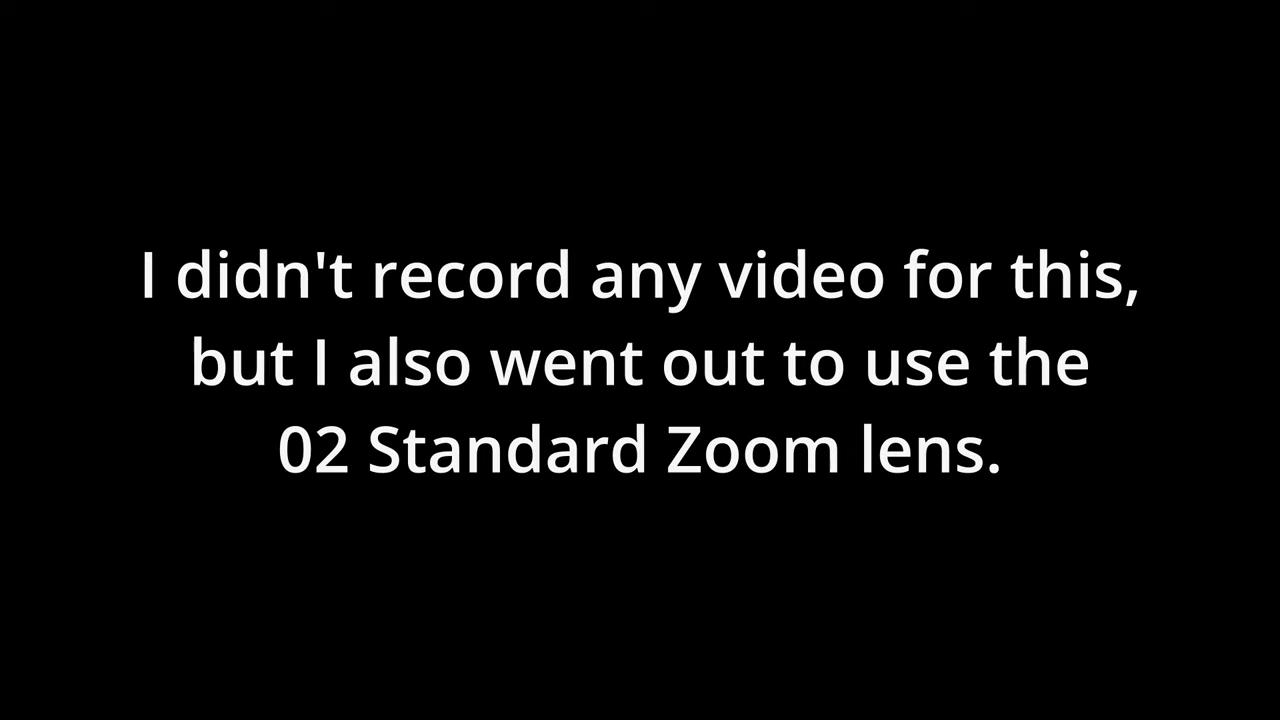 I didn't record any video for this,
but I also went out to use the
02 Standard Zoom lens.